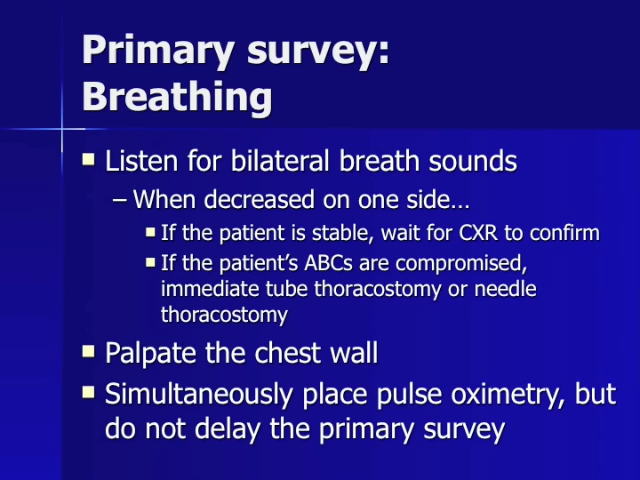 Primary survey:
Breathing
Listen for bilateral breath sounds
– When decreased on one side…
If the patient is stable, wait for CXR to confirm
If the patient’s ABCs are compromised,
immediate tube thoracostomy or needle
thoracostomy
Palpate the chest wall
Simultaneously place pulse oximetry, but
do not delay the primary survey